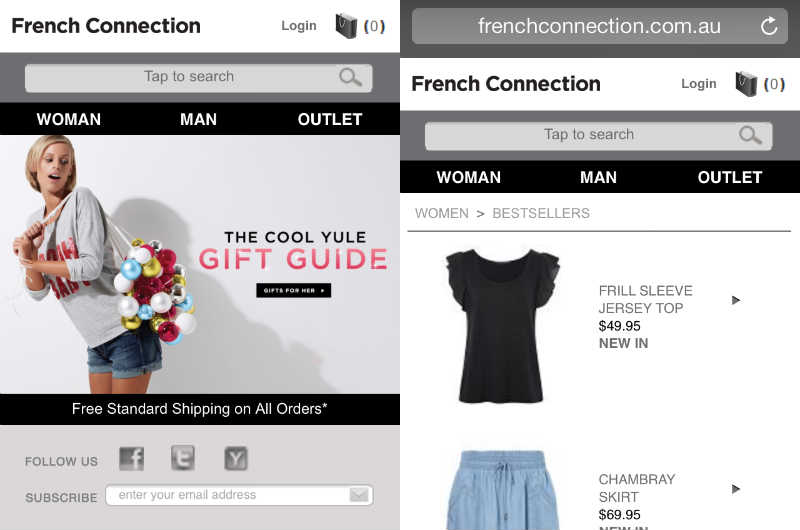 French Connection
Login
(0)
Tap to search
WOMAN MAN OUTLET
THE COOL YULE
GIFT GUIDE
GIFTS FOR HER
Free Standard Shipping on All Orders*
FOLLOW US
SUBSCRIBE enter your email address
frenchconnection.com.au
French Connection
Login
(0)
Tap to search
WOMAN MAN OUTLET
WOMEN > BESTSELLERS
FRILL SLEEVE
JERSEY TOP
$49.95
NEW IN
CHAMBRAY
SKIRT
$69.95
NEW IN